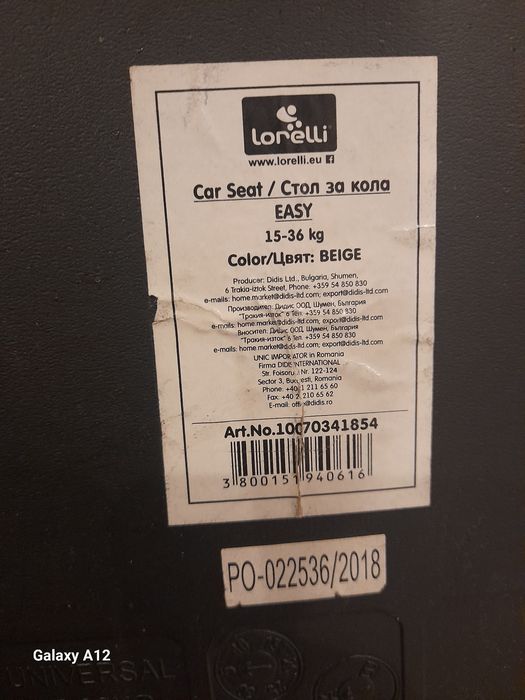 Lorelli
www.lorelli.eu
Car Seat / Стол за кола
EASY
15-36 kg
Color/Цвят: BEIGE
Producer: Didis Ltd., Bulgaria, Shumen,
6 Trakia-iztok Street, Phone: +359 54 850 830
e-mails: home.market@didis-ltd.com; export@didis-ltd.com
Производител: Дидис ООД, Шумен, България
"Тракия-изток" 6 Тел. +359 54 850 830
e-mails: home.market@didis-ltd.com; export@didis-ltd.com
Вносител: Дидис ООД, Шумен, България
"Тракия-изток" 6 Тел. +359 54 850 830
e-mails: home.market@didis-ltd.com; export@didis-ltd.com
UNIC IMPORTATOR in Romania
Firma DIDIS INTERNATIONAL
Str. Foisorului Nr. 122-124
Sector 3, Bucuresti, Romania
Phone: +40 1 211 65 60
Fax: +40 2 210 65 62
E-mail: office@didis.ro
Art.No.10070341854
3 800151 940616
PO-022536/2018
UNIVERSAL
Galaxy A12